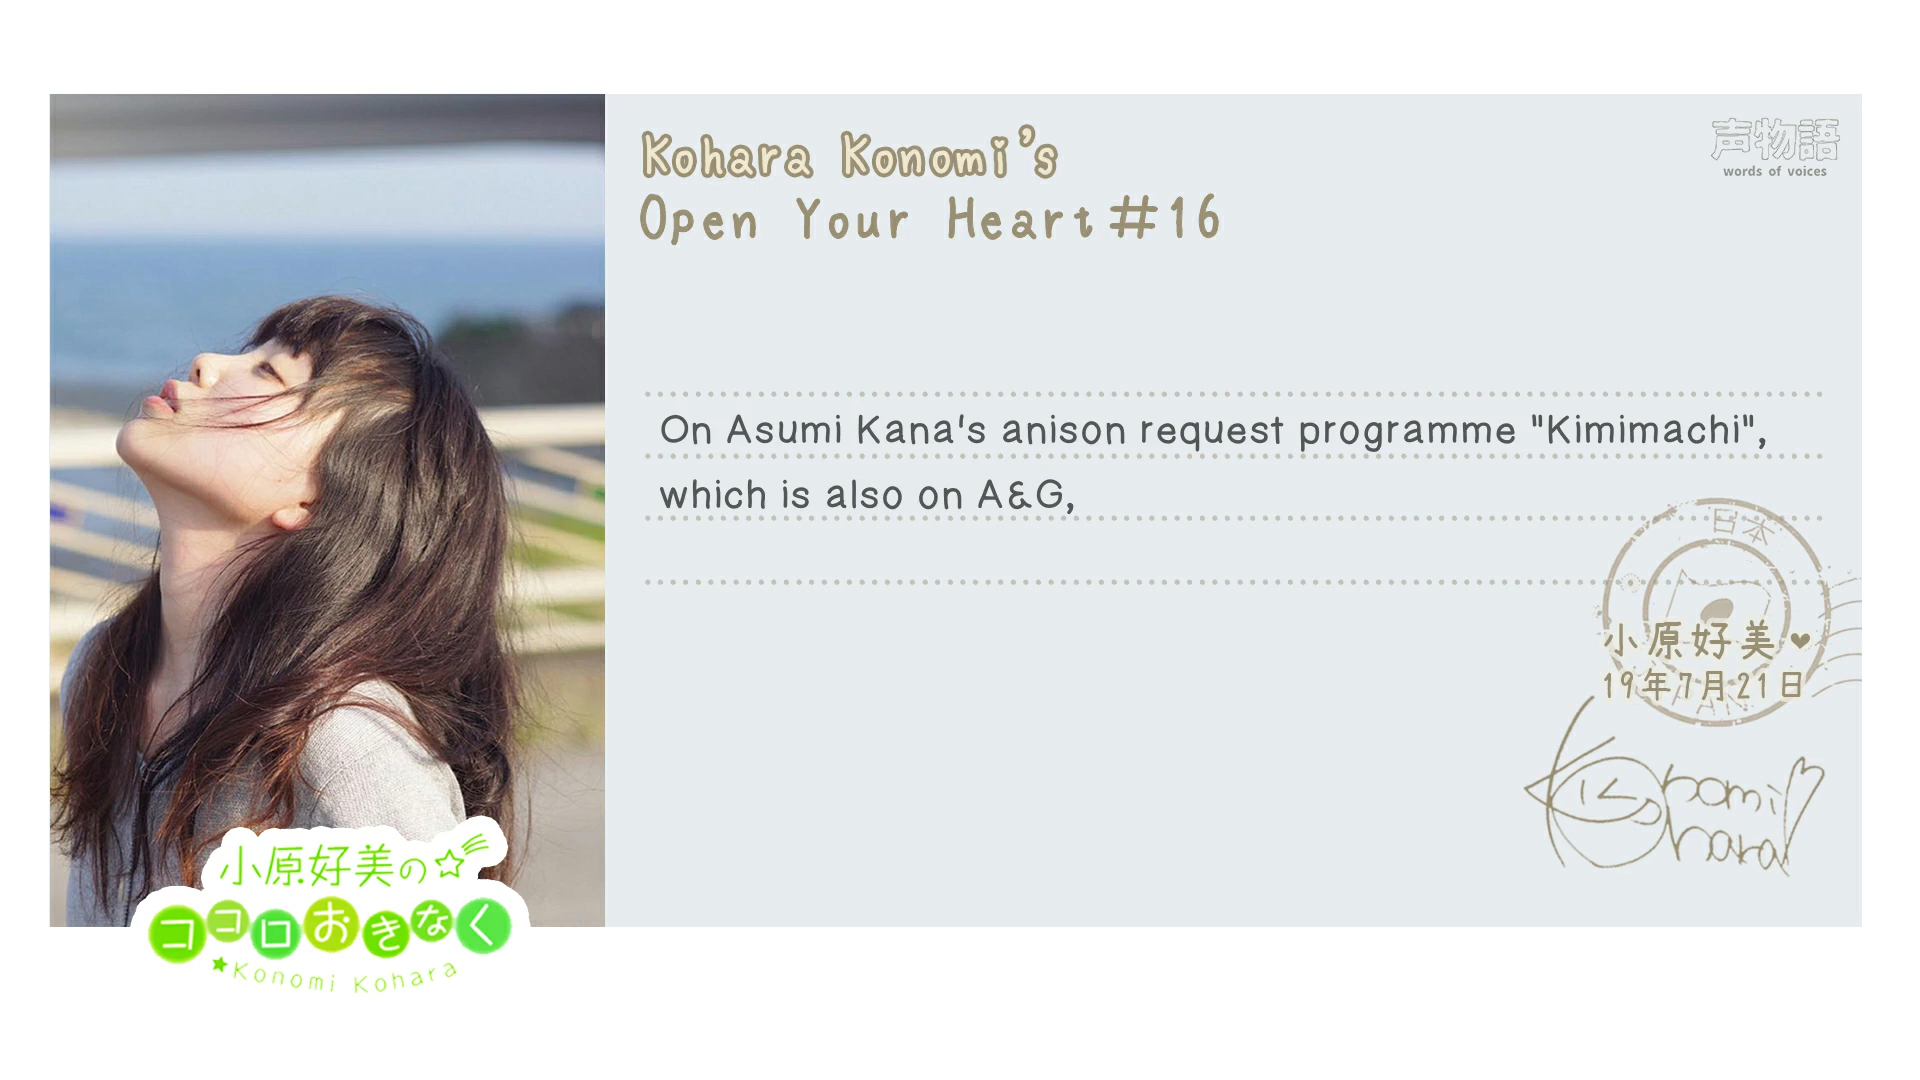 Kohara Konomi's
Open Your Heart#16
声物語
words of voices
On Asumi Kana's anison request programme "Kimimachi",
which is also on A&G,
日本
小原好美❤
19年7月21日
Konomi
Kohara
小原好美の☆
ココロおきなく
★Konomi Kohara